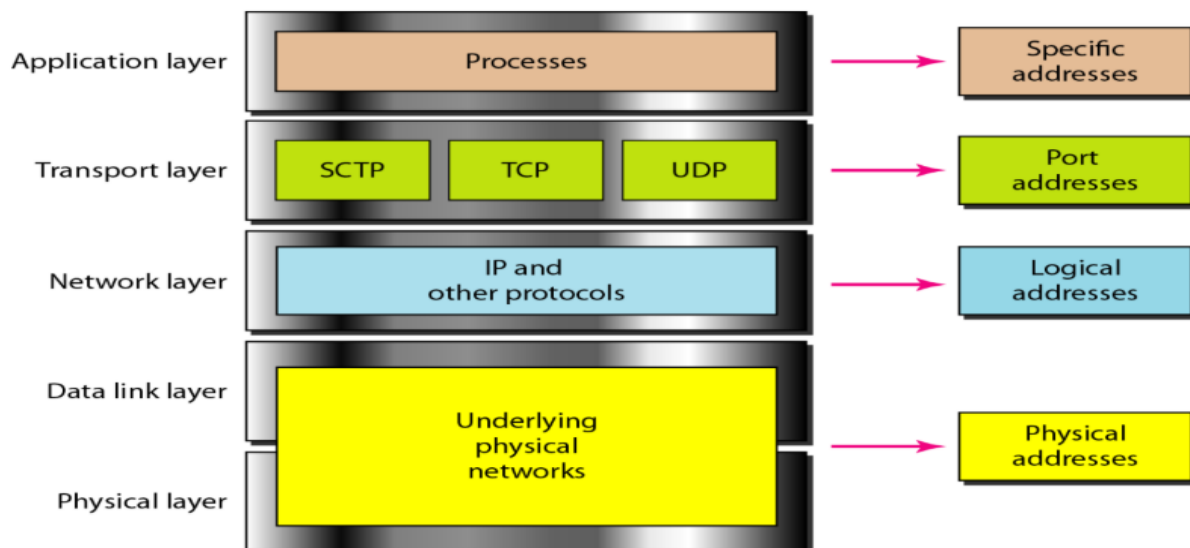 Application layer
Processes
Specific
addresses
Transport layer
SCTP
TCP
UDP
Port
addresses
Network layer
IP and
other protocols
Logical
addresses
Data link layer
Underlying
physical
networks
Physical
addresses
Physical layer